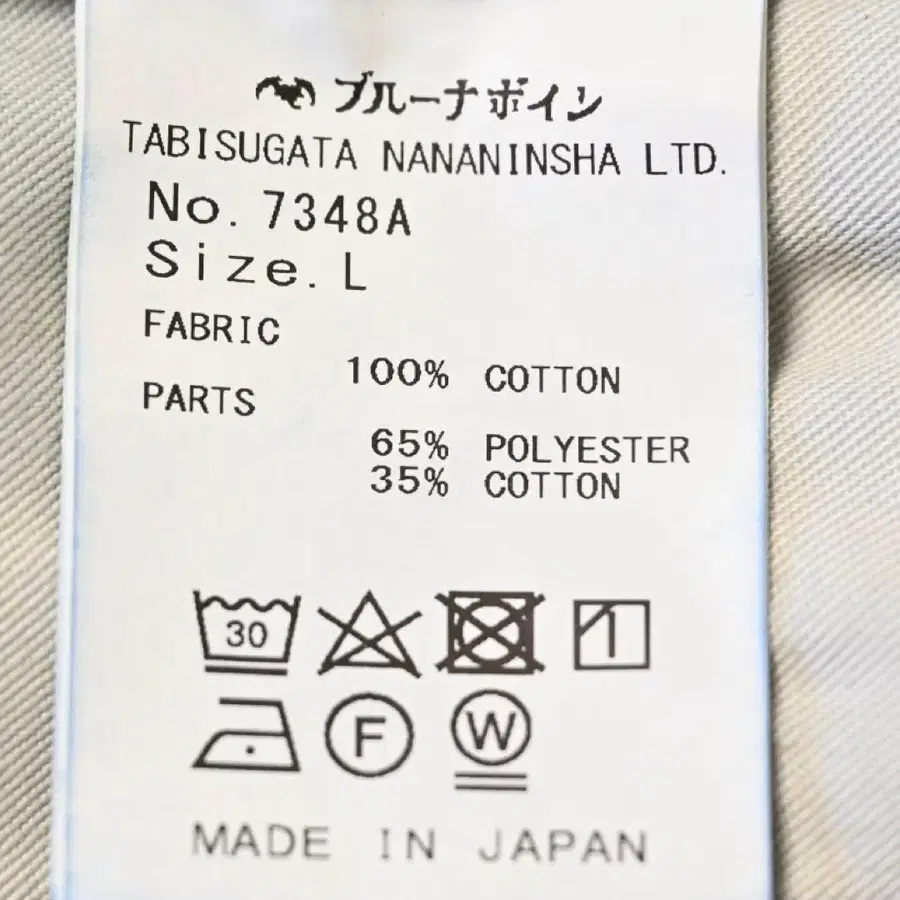 ブルーナボイン
TABISUGATA NANANINSHA LTD.
No. 7348A
Size. L
FABRIC
100% COTTON
PARTS
65% POLYESTER
35% COTTON
30
F W
MADE IN JAPAN